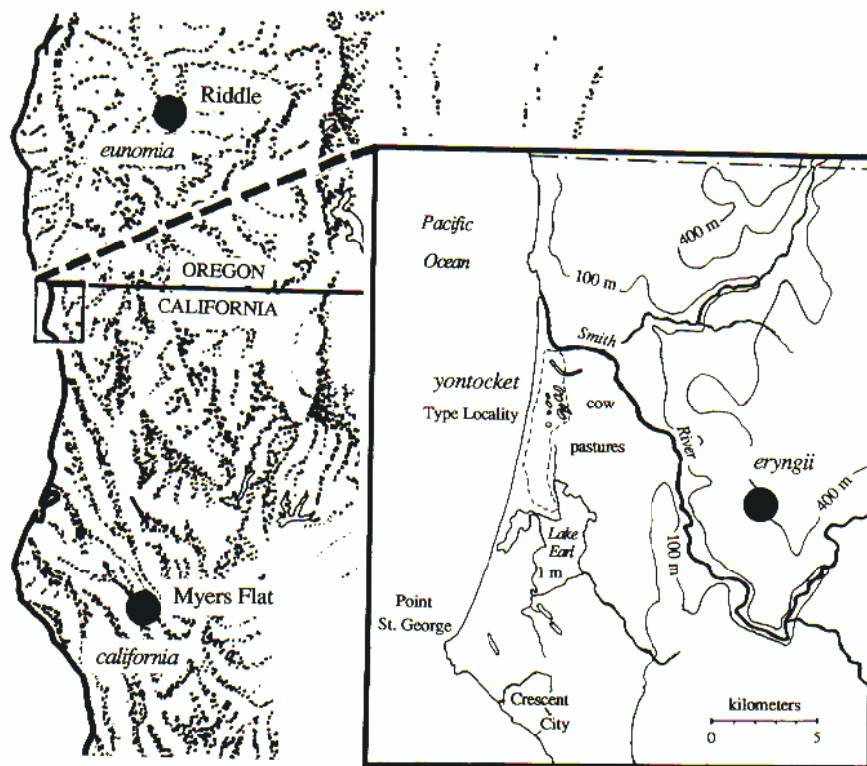 Riddle
eunomia
OREGON
CALIFORNIA
Myers Flat
california
Pacific
Ocean
400 m
100 m
Smith
River
yontocket
Type Locality
cow
pastures
eryngii
400 m
100 m
Lake
Earl
1 m
Point
St. George
Crescent
City
kilometers
0 5